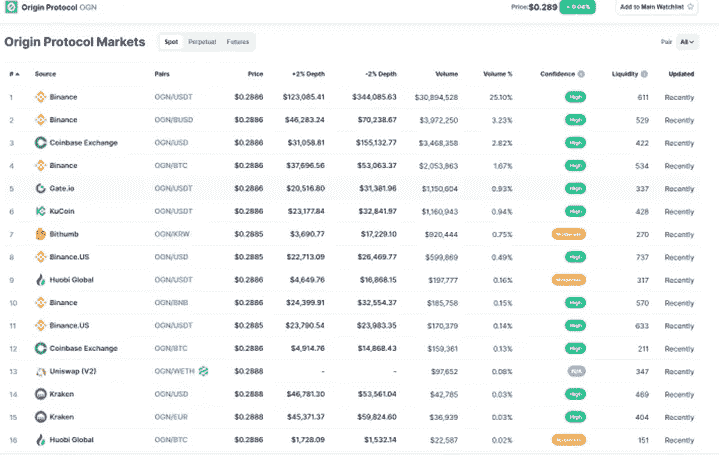 Origin Protocol OGN Price: $0.289 Add to Main Watchlist
Origin Protocol Markets Spot Perpetual Futures Pair All
# Source Pairs Price +2% Depth -2% Depth Volume Volume % Confidence Liquidity Updated
1 Binance OGN/USDT $0.2886 $123,085.41 $344,085.63 $30,894,528 25.10% High 611 Recently
2 Binance OGN/BUSD $0.2886 $46,283.24 $70,238.67 $3,972,250 3.23% High 529 Recently
3 Coinbase Exchange OGN/USD $0.2886 $31,058.81 $155,132.77 $3,468,358 2.82% High 422 Recently
4 Binance OGN/BTC $0.2886 $37,696.56 $53,063.37 $2,053,863 1.67% High 534 Recently
5 Gate.io OGN/USDT $0.2886 $20,516.80 $31,381.96 $1,150,604 0.93% High 337 Recently
6 KuCoin OGN/USDT $0.2886 $23,177.84 $32,841.97 $1,160,943 0.94% High 428 Recently
7 Bithumb OGN/KRW $0.2885 $3,690.77 $17,229.10 $920,444 0.75% 270 Recently
8 Binance.US OGN/USD $0.2885 $22,713.09 $26,469.77 $599,869 0.49% High 737 Recently
9 Huobi Global OGN/USDT $0.2886 $4,649.76 $16,868.15 $197,777 0.16% 317 Recently
10 Binance OGN/BNB $0.2886 $24,399.91 $32,554.37 $185,758 0.15% High 570 Recently
11 Binance.US OGN/USDT $0.2885 $23,790.54 $23,983.35 $170,379 0.14% High 633 Recently
12 Coinbase Exchange OGN/BTC $0.2886 $4,914.76 $14,868.43 $159,361 0.13% High 211 Recently
13 Uniswap (V2) OGN/WETH $0.2888 - - $97,652 0.08% N/A 347 Recently
14 Kraken OGN/USD $0.2888 $46,781.30 $53,561.04 $42,785 0.03% High 469 Recently
15 Kraken OGN/EUR $0.2888 $45,371.37 $59,824.60 $36,939 0.03% High 404 Recently
16 Huobi Global OGN/BTC $0.2886 $1,728.09 $1,532.14 $22,587 0.02% 151 Recently